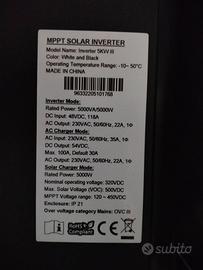 MPPT SOLAR INVERTER
Model Name: Inverter 5KW III
Color: White and Black
Operating Temperature Range: -10~ 50°C
MADE IN CHINA
96332205101768
Inverter Mode:
Rated Power: 5000VA/5000W
DC Input: 48VDC, 118A
AC Output: 230VAC, 50/60Hz, 22A, 1Φ
AC Charger Mode:
AC Input: 230VAC, 50/60Hz, 35A, 1Φ
DC Output: 54VDC,
Max. 100A, Default 30A
AC Output: 230VAC, 50/60Hz, 22A, 1Φ
Solar Charger Mode:
Rated Power: 5000W
Nominal operating voltage: 320VDC
Max. Solar Voltage (VOC): 500VDC
MPPT Voltage range: 120 ~ 450VDC
Enclosure: IP 21
Over voltage Category Mains: OVC III
RoHS
Compliant
subito